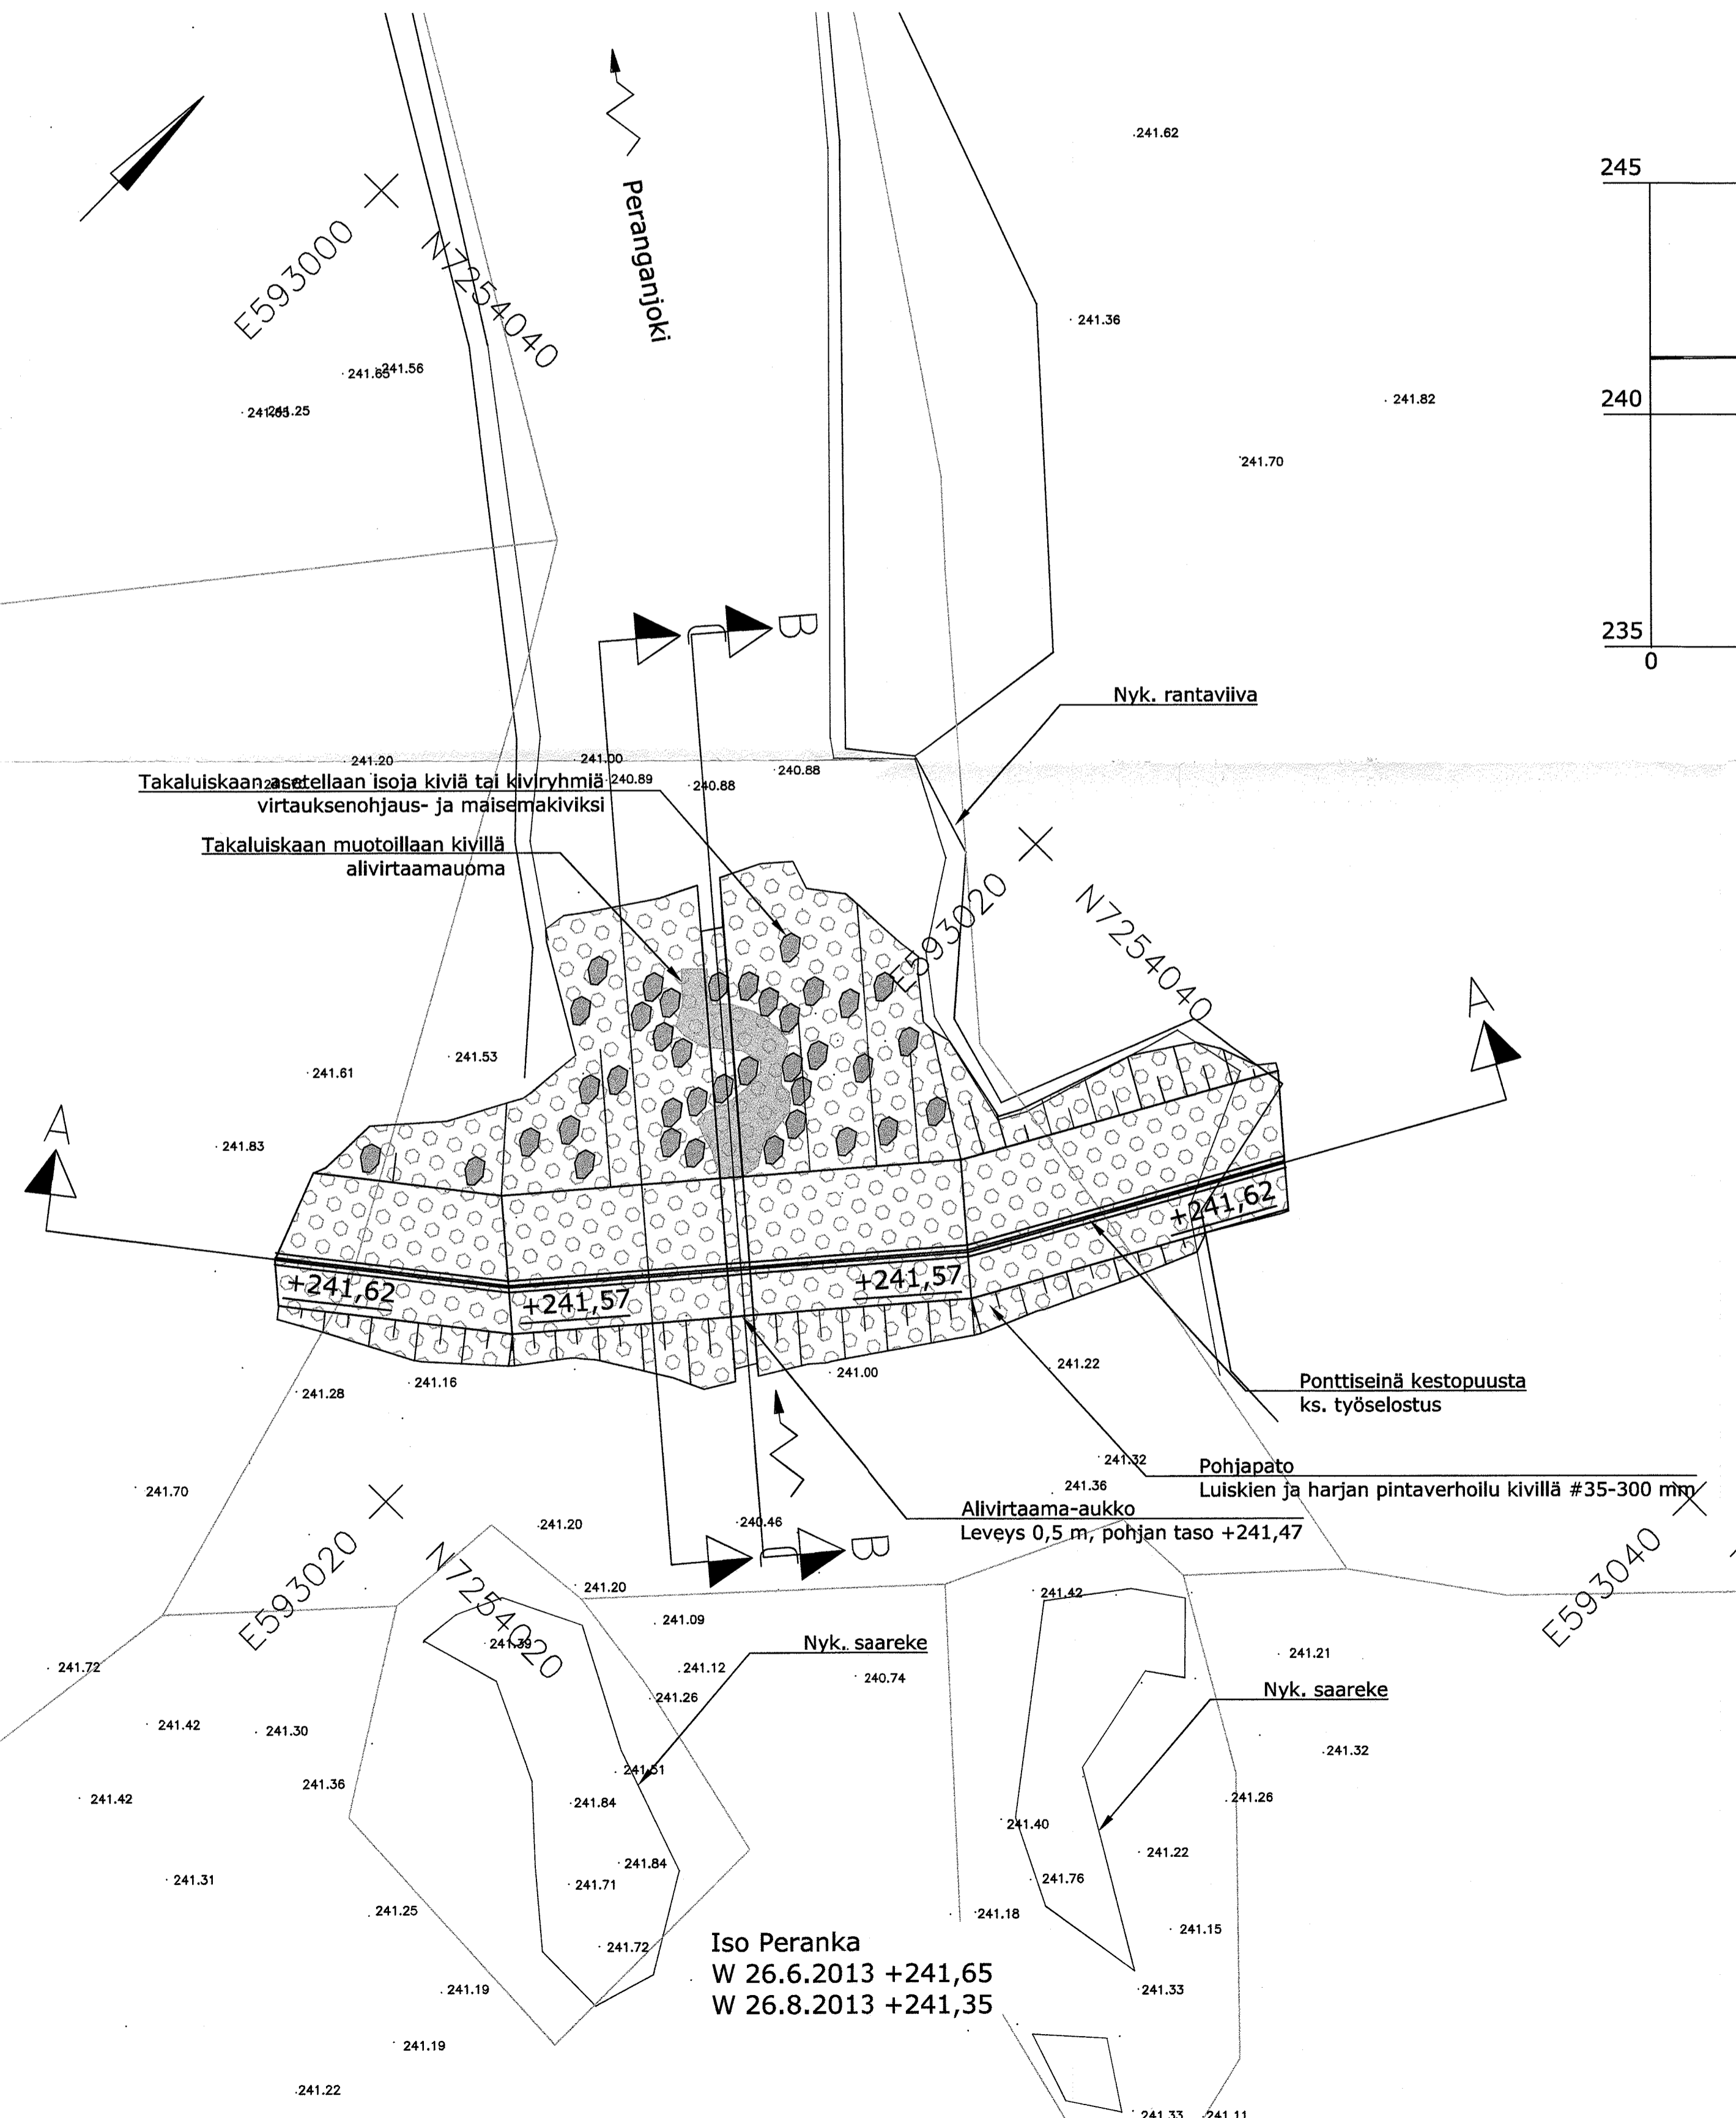 241.62
245
Peranganjoki
E593000
N7254040
241.36
241.56
241.25
241.82
240
241.70
235
0
Nyk. rantaviiva
241.20
241.00
240.88
Takaluiskaan asetellaan isoja kiviä tai kiviryhmiä
240.89
240.88
virtauksenohjaus- ja maisemakiviksi
Takaluiskaan muotoillaan kivillä
alivirtaamauoma
B
E593020
N7254040
A
241.53
241.61
A
241.83
+241,62
+241,62
+241,57
+241,57
241.28
241.16
241.00
241.22
Ponttiseinä kestopuusta
ks. työselostus
241.32
241.36
Pohjapato
Luiskien ja harjan pintaverhoilu kivillä #35-300 mm
241.70
Alivirtaama-aukko
Leveys 0,5 m, pohjan taso +241,47
241.20
240.46
B
E593020
N7254020
E593040
241.20
241.42
241.09
241.39
Nyk. saareke
241.21
241.72
241.12
240.74
241.26
Nyk. saareke
241.42
241.30
241.32
241.51
241.36
241.42
241.84
241.26
241.40
241.22
241.84
241.71
241.76
241.31
241.25
241.18
241.15
241.72
Iso Peranka
W 26.6.2013 +241,65
W 26.8.2013 +241,35
241.19
241.33
241.19
241.22
241.33
241.11